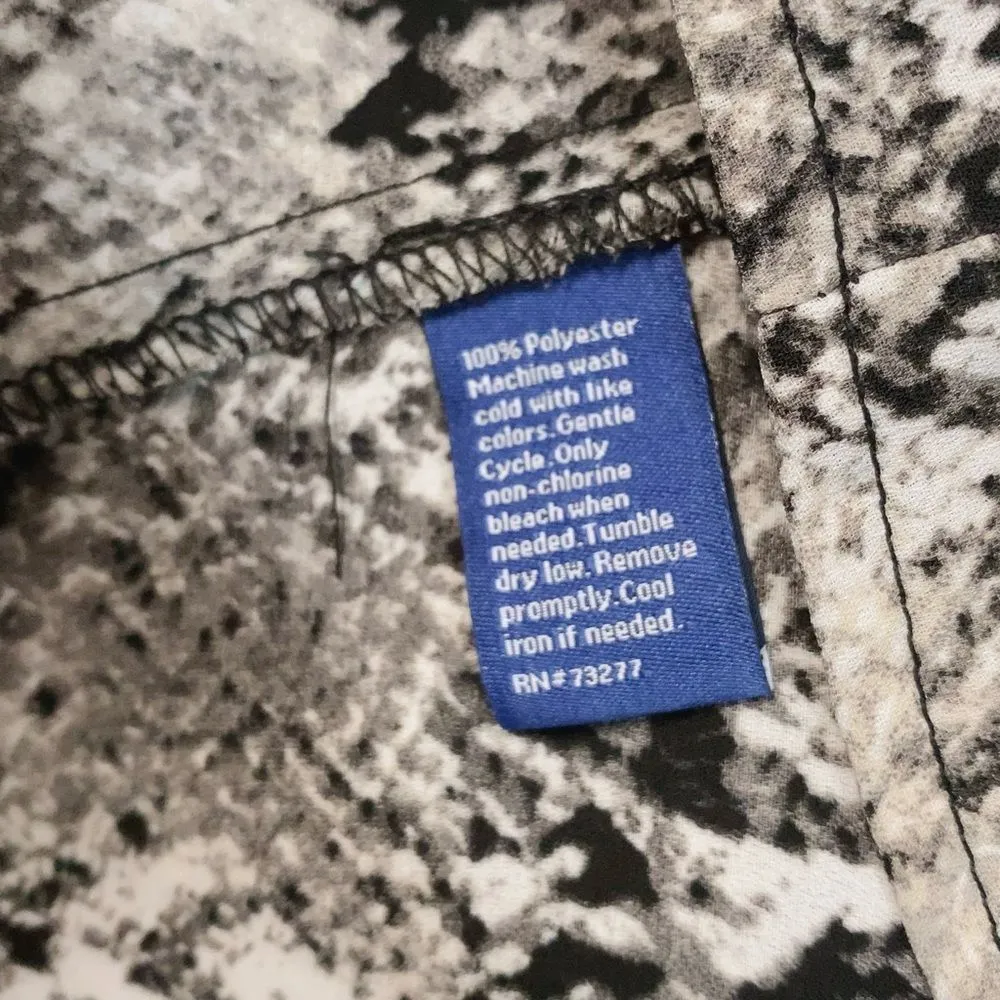 100% Polyester
Machine wash
cold with like
colors.Gentle
Cycle.Only
non-chlorine
bleach when
needed.Tumble
dry low.Remove
promptly.Cool
iron if needed.
RN#73277